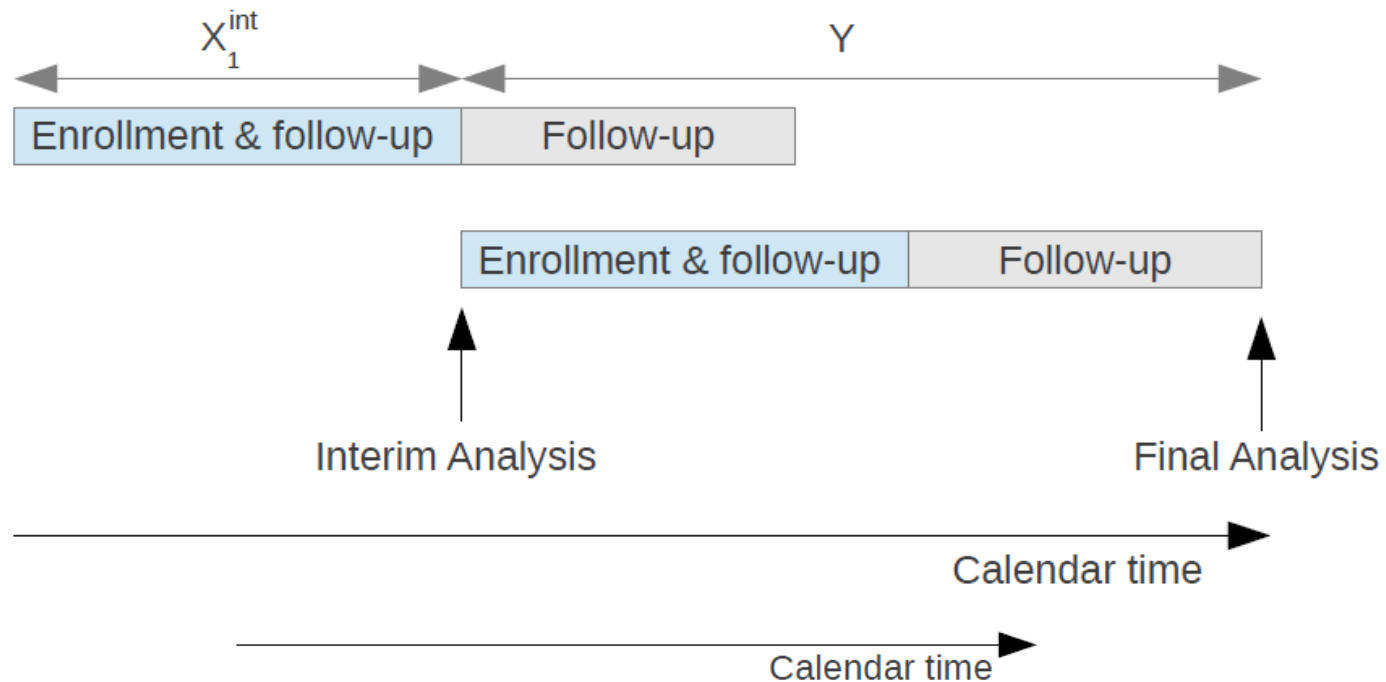 X₁^int
Y
Enrollment & follow-up Follow-up
Enrollment & follow-up Follow-up
Interim Analysis Final Analysis
Calendar time
Calendar time